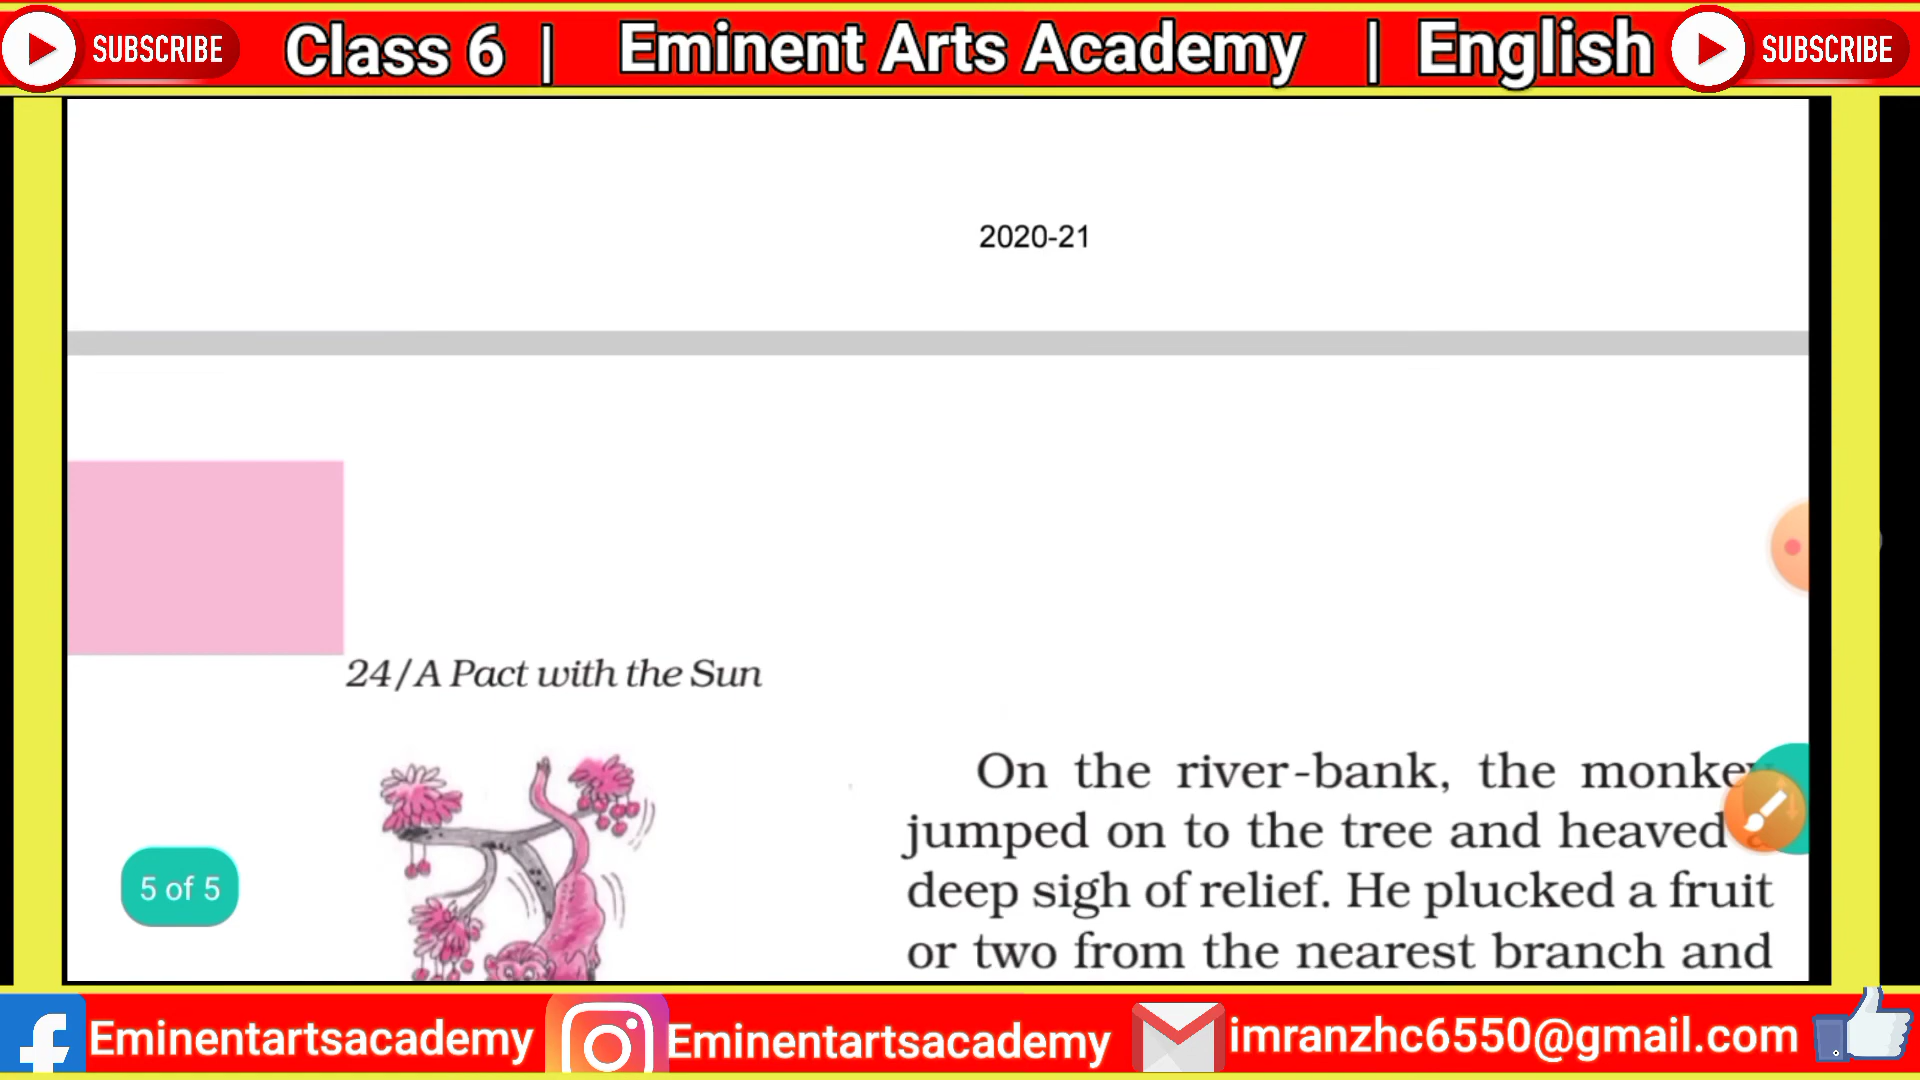 SUBSCRIBE Class 6 | Eminent Arts Academy | English SUBSCRIBE
2020-21
24/A Pact with the Sun
On the river-bank, the monkey
jumped on to the tree and heaved
deep sigh of relief. He plucked a fruit
5 of 5
or two from the nearest branch and
Eminentartsacademy Eminentartsacademy imranzhc6550@gmail.com